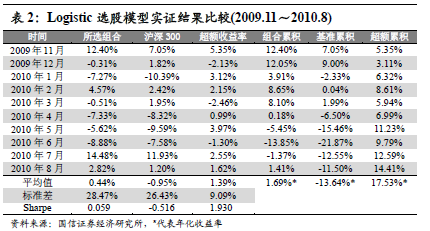 表 2：Logistic 选股模型实证结果比较(2009.11～2010.8)
时间 所选组合 沪深 300 超额收益率 组合累积 基准累积 超额累积
2009 年 11 月 12.40% 7.05% 5.35% 12.40% 7.05% 5.35%
2009 年 12 月 -0.31% 1.82% -2.13% 12.05% 9.00% 3.11%
2010 年 1 月 -7.27% -10.39% 3.12% 3.91% -2.33% 6.32%
2010 年 2 月 4.57% 2.42% 2.15% 8.65% 0.04% 8.61%
2010 年 3 月 -0.51% 1.95% -2.46% 8.10% 1.99% 5.94%
2010 年 4 月 -7.33% -8.32% 0.99% 0.18% -6.50% 6.99%
2010 年 5 月 -5.62% -9.59% 3.97% -5.45% -15.46% 11.23%
2010 年 6 月 -8.88% -7.58% -1.30% -13.85% -21.87% 9.79%
2010 年 7 月 14.48% 11.93% 2.55% -1.37% -12.55% 12.59%
2010 年 8 月 2.82% 1.20% 1.62% 1.41% -11.50% 14.41%
平均值 0.44% -0.95% 1.39% 1.69%* -13.64%* 17.53%*
标准差 28.47% 26.43% 9.09%
Sharpe 0.059 -0.516 1.930
资料来源：国信证券经济研究所，*代表年化收益率